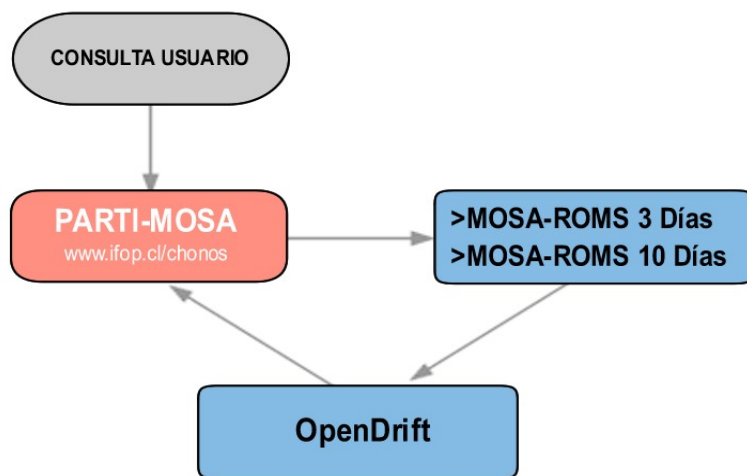 CONSULTA USUARIO
PARTI-MOSA
www.ifop.cl/chonos
>MOSA-ROMS 3 Días
>MOSA-ROMS 10 Días
OpenDrift